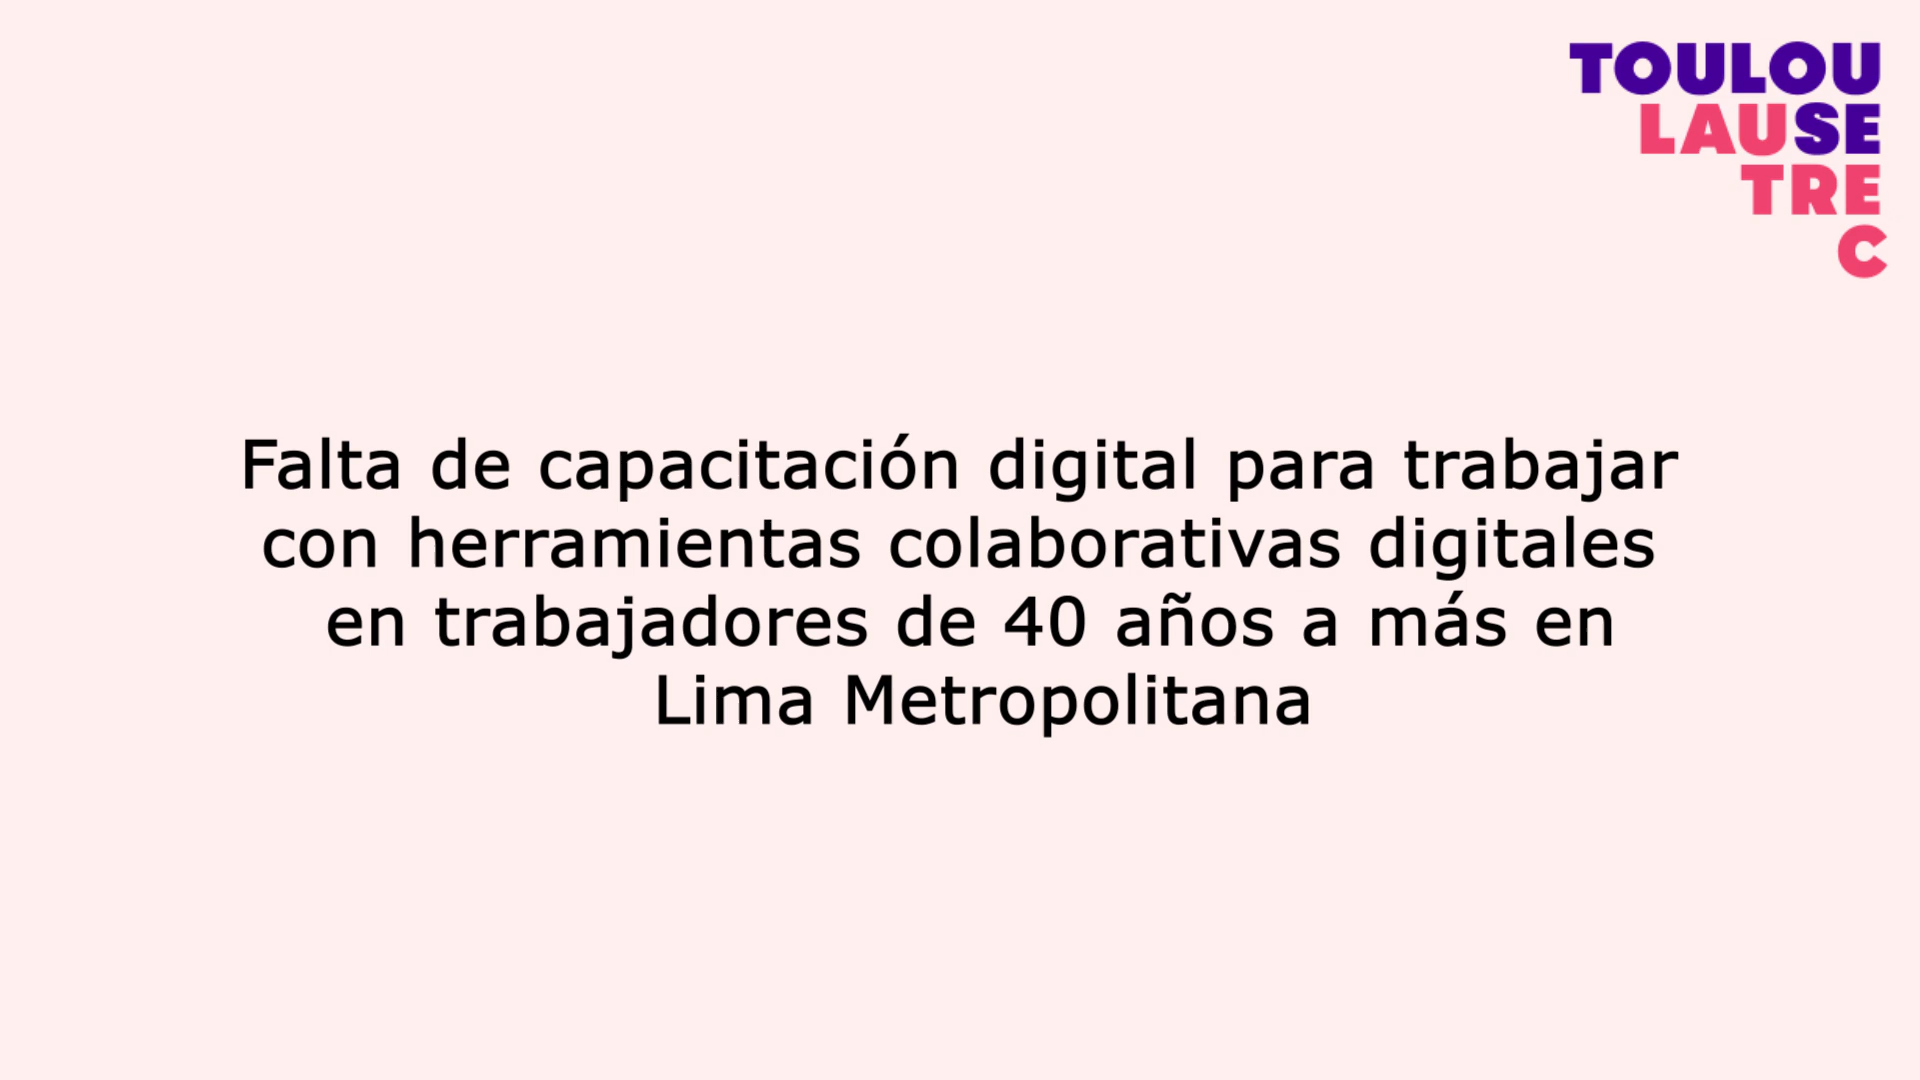 TOULOU
LAUSE
TRE
C
Falta de capacitación digital para trabajar
con herramientas colaborativas digitales
en trabajadores de 40 años a más en
Lima Metropolitana